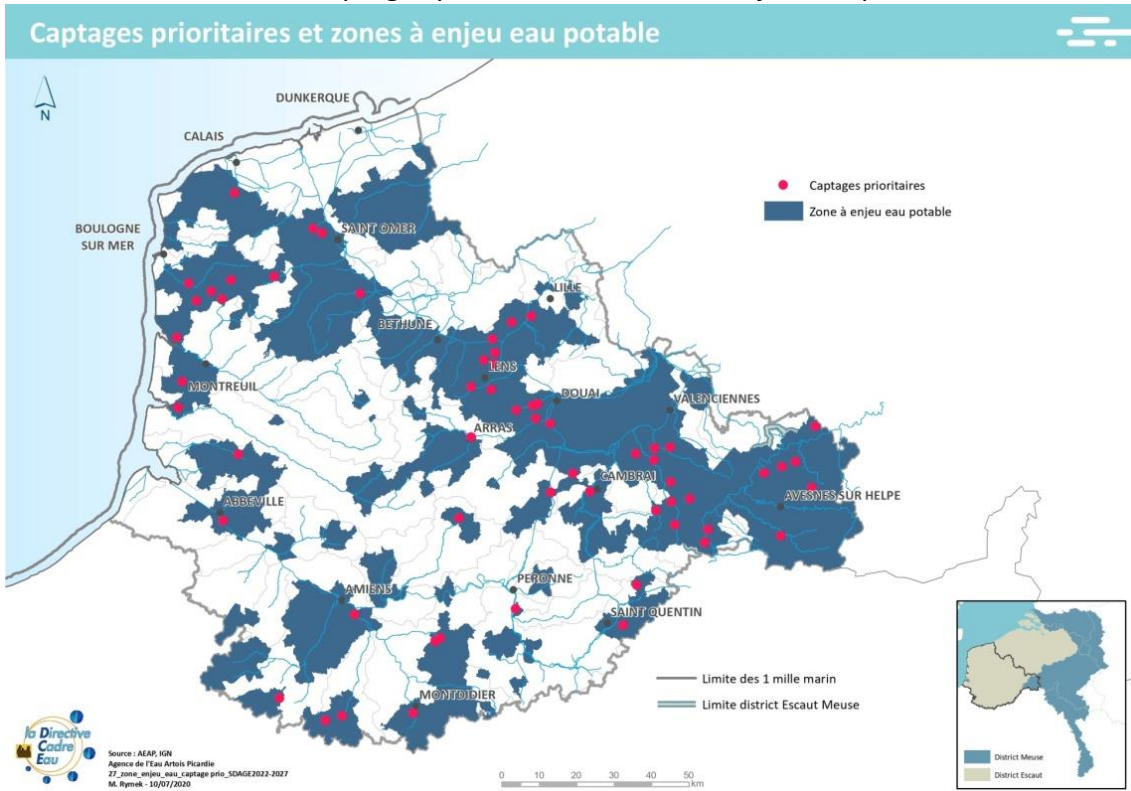 Captages prioritaires et zones à enjeu eau potable
N
DUNKERQUE
CALAIS
Captages prioritaires
Zone à enjeu eau potable
BOULOGNE
SUR MER
SAINT OMER
LILLE
BETHUNE
LENS
MONTREUIL
DOUAI
VALENCIENNES
ARRAS
CAMBRAI
AVESNES SUR HELPE
ABBEVILLE
AMIENS
PERONNE
SAINT QUENTIN
MONTDIDIER
Limite des 1 mille marin
Limite district Escaut Meuse
la Directive
Cadre
Eau
Source : AEAP, IGN
Agence de l'Eau Artois Picardie
27_zone_enjeu_eau_captage prio_SDAGE2022-2027
M. Rymek - 10/07/2020
0 10 20 30 40 50
km
District Meuse
District Escaut